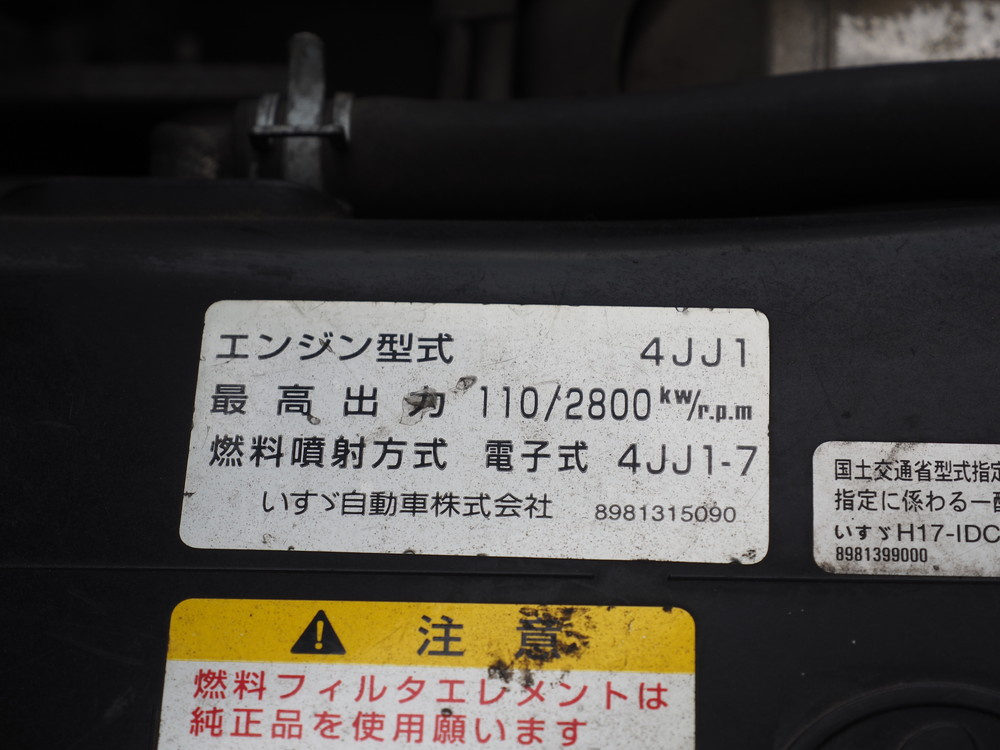 エンジン型式 4JJ1
最高出力 110/2800 kw/r.p.m
燃料噴射方式 電子式 4JJ1-7
いすゞ自動車株式会社 8981315090
国土交通省型式指定
指定に係わる一
いすゞH17-IDC
8981399000
注意
燃料フィルタエレメントは
純正品を使用願います